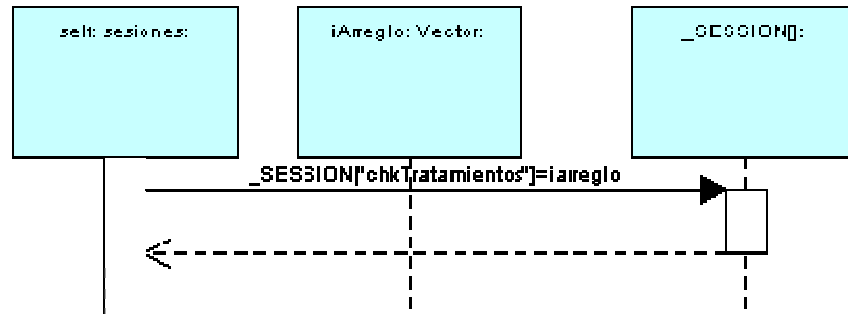 self: sesiones:
iArreglo: Vector:
_SESSION[]:
_SESSION["chkTratamientos"]=iarreglo